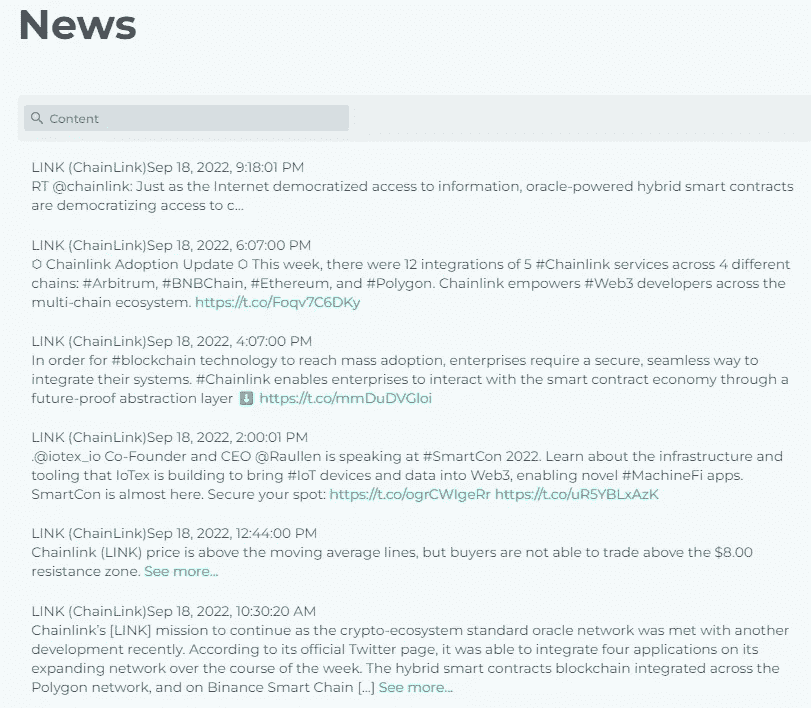 News
Content
LINK (ChainLink)Sep 18, 2022, 9:18:01 PM
RT @chainlink: Just as the Internet democratized access to information, oracle-powered hybrid smart contracts
are democratizing access to c...
LINK (ChainLink)Sep 18, 2022, 6:07:00 PM
⬡ Chainlink Adoption Update ⬡ This week, there were 12 integrations of 5 #Chainlink services across 4 different
chains: #Arbitrum, #BNBChain, #Ethereum, and #Polygon. Chainlink empowers #Web3 developers across the
multi-chain ecosystem. https://t.co/Foqv7C6DKy
LINK (ChainLink)Sep 18, 2022, 4:07:00 PM
In order for #blockchain technology to reach mass adoption, enterprises require a secure, seamless way to
integrate their systems. #Chainlink enables enterprises to interact with the smart contract economy through a
future-proof abstraction layer ⬇️ https://t.co/mmDuDVGloi
LINK (ChainLink)Sep 18, 2022, 2:00:01 PM
.@iotex_io Co-Founder and CEO @Raullen is speaking at #SmartCon 2022. Learn about the infrastructure and
tooling that IoTex is building to bring #IoT devices and data into Web3, enabling novel #MachineFi apps.
SmartCon is almost here. Secure your spot: https://t.co/ogrCWIgeRr https://t.co/uR5YBLxAzK
LINK (ChainLink)Sep 18, 2022, 12:44:00 PM
Chainlink (LINK) price is above the moving average lines, but buyers are not able to trade above the $8.00
resistance zone. See more...
LINK (ChainLink)Sep 18, 2022, 10:30:20 AM
Chainlink's [LINK] mission to continue as the crypto-ecosystem standard oracle network was met with another
development recently. According to its official Twitter page, it was able to integrate four applications on its
expanding network over the course of the week. The hybrid smart contracts blockchain integrated across the
Polygon network, and on Binance Smart Chain [...] See more...